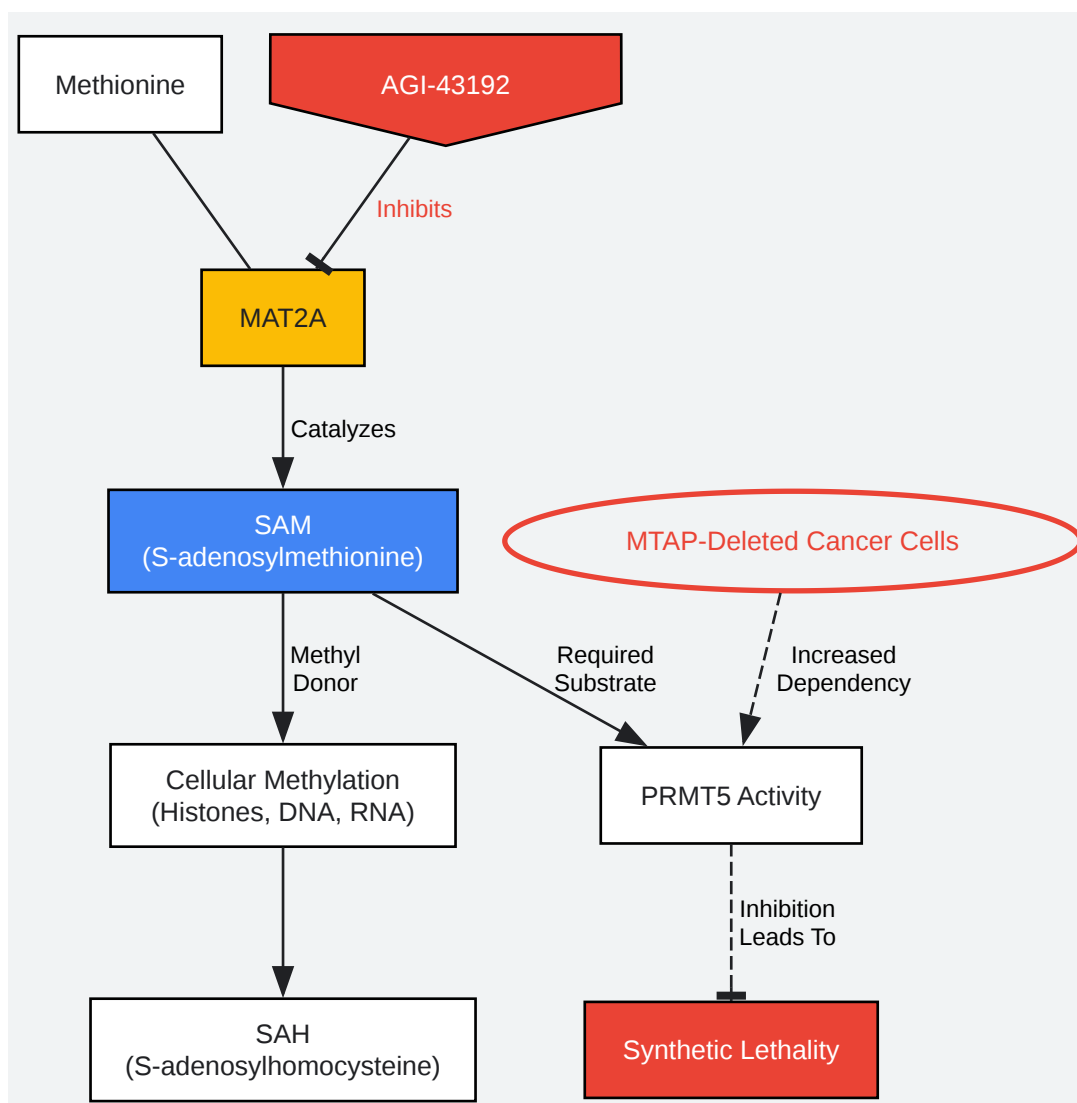 Methionine
AGI-43192
Inhibits
MAT2A
Catalyzes
SAM
(S-adenosylmethionine)
MTAP-Deleted Cancer Cells
Methyl
Donor
Required
Substrate
Increased
Dependency
Cellular Methylation
(Histones, DNA, RNA)
PRMT5 Activity
Inhibition
Leads To
SAH
(S-adenosylhomocysteine)
Synthetic Lethality